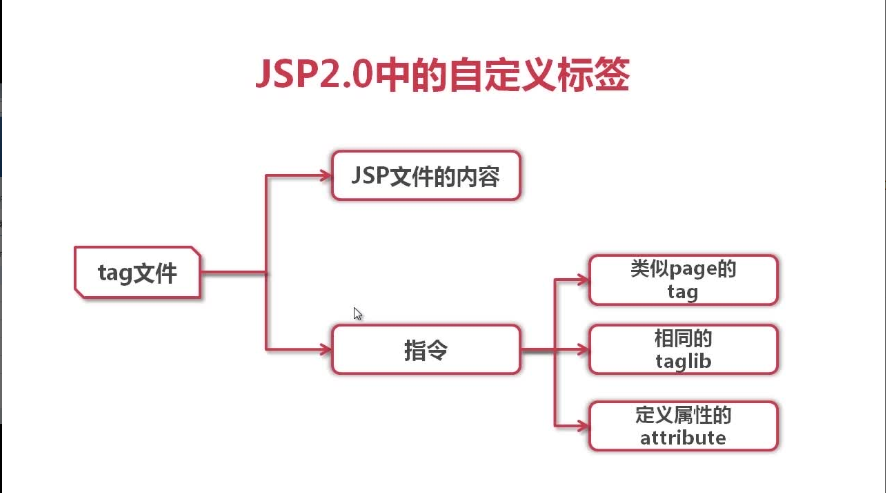 JSP2.0中的自定义标签
JSP文件的内容
tag文件
类似page的
tag
指令
相同的
taglib
定义属性的
attribute